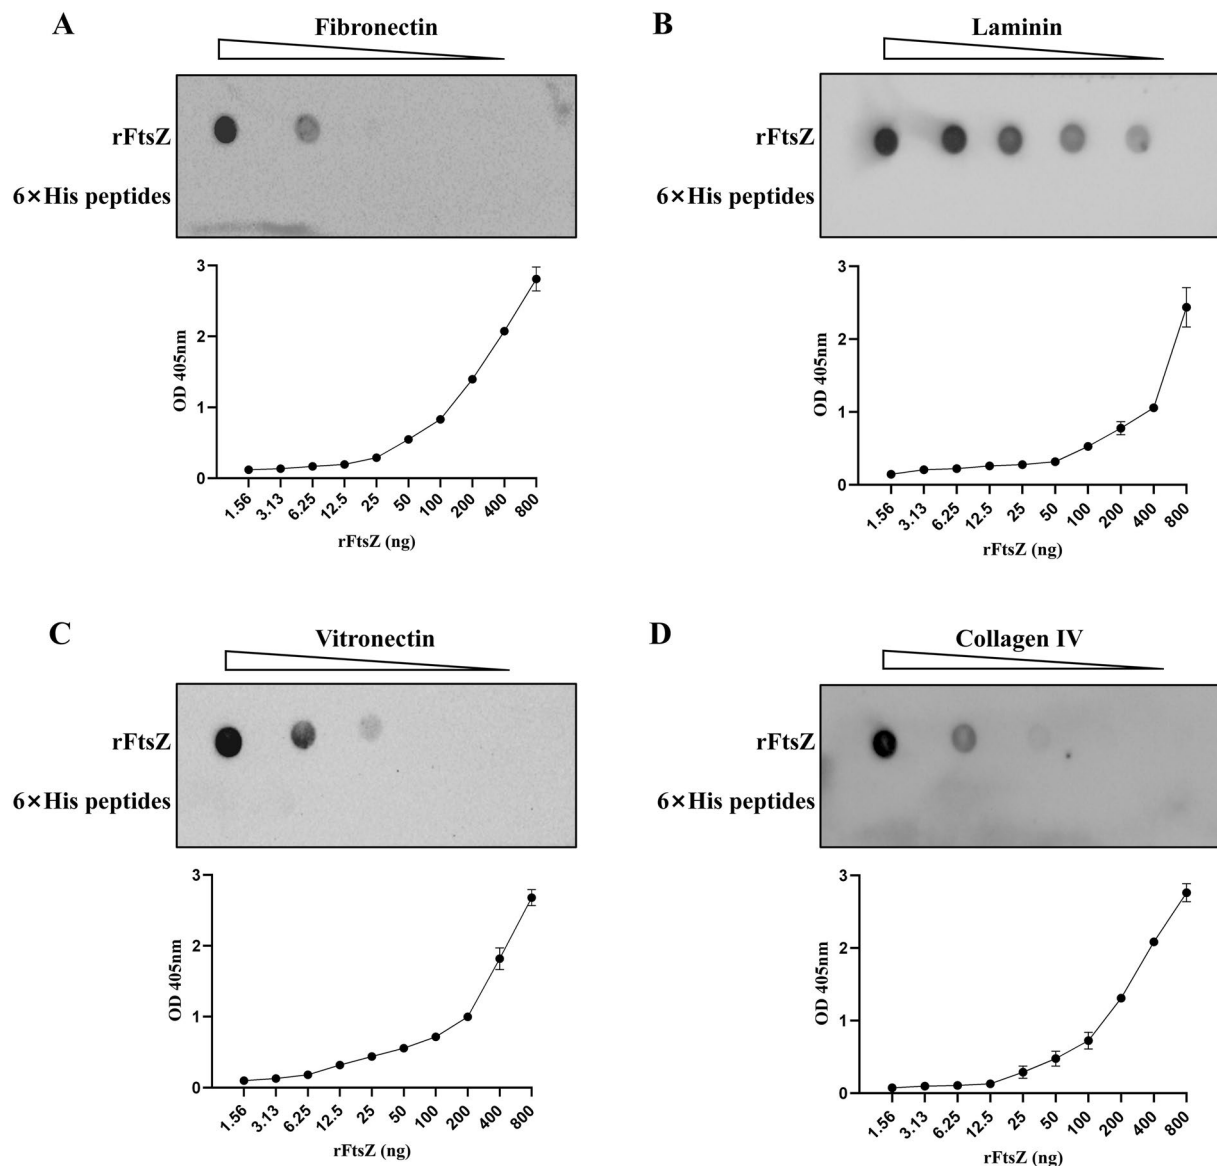 A
Fibronectin
rFtsZ
6×His peptides
3
2
1
0
OD 405nm
1.56
3.13
6.25
12.5
25
50
100
200
400
800
rFtsZ (ng)
B
Laminin
rFtsZ
6×His peptides
3
2
1
0
OD 405nm
1.56
3.13
6.25
12.5
25
50
100
200
400
800
rFtsZ (ng)
C
Vitronectin
rFtsZ
6×His peptides
3
2
1
0
OD 405nm
1.56
3.13
6.25
12.5
25
50
100
200
400
800
rFtsZ (ng)
D
Collagen IV
rFtsZ
6×His peptides
3
2
1
0
OD 405nm
1.56
3.13
6.25
12.5
25
50
100
200
400
800
rFtsZ (ng)